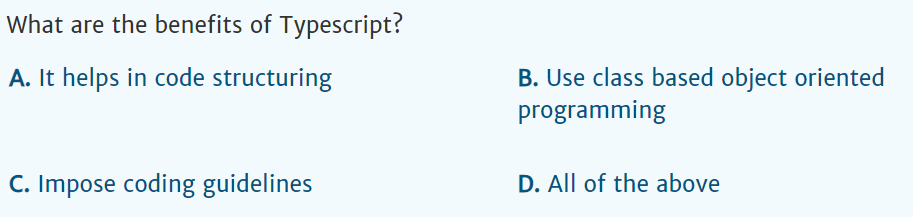 What are the benefits of Typescript?
A. It helps in code structuring
B. Use class based object oriented
programming
C. Impose coding guidelines
D. All of the above